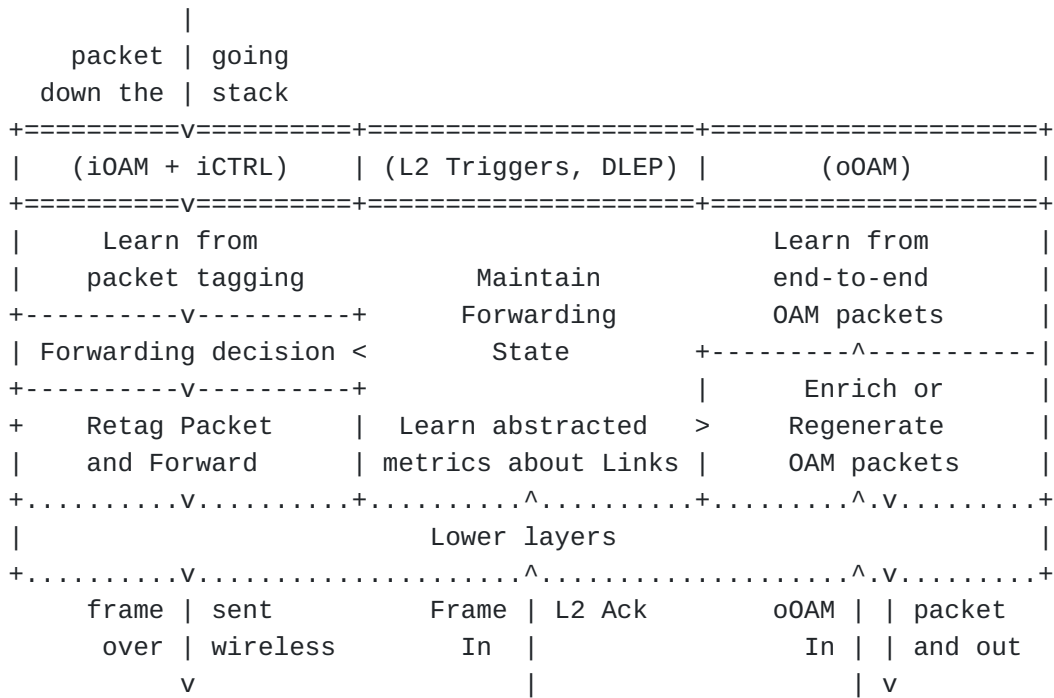 |
               packet | going
             down the | stack
           +==========v==========+=====================+=====================+
           |   (iOAM + iCTRL)    | (L2 Triggers, DLEP) |       (oOAM)        |
           +==========v==========+=====================+=====================+
           |     Learn from                             Learn from       |
           |    packet tagging           Maintain       end-to-end       |
           +----------v----------+      Forwarding      OAM packets      |
           | Forwarding decision <        State        +---------^-----------|
           +----------v----------+                     |      Enrich or      |
           +    Retag Packet     |  Learn abstracted   >     Regenerate      |
           |    and Forward      | metrics about Links |     OAM packets     |
           +..........v..........+..........^..........+.........^.v.........+
           |                          Lower layers                           |
           +..........v.....................^....................^.v.........+
                frame | sent          Frame | L2 Ack        oOAM | | packet
                 over | wireless        In  |                 In | | and out
                      v                     |                    | v